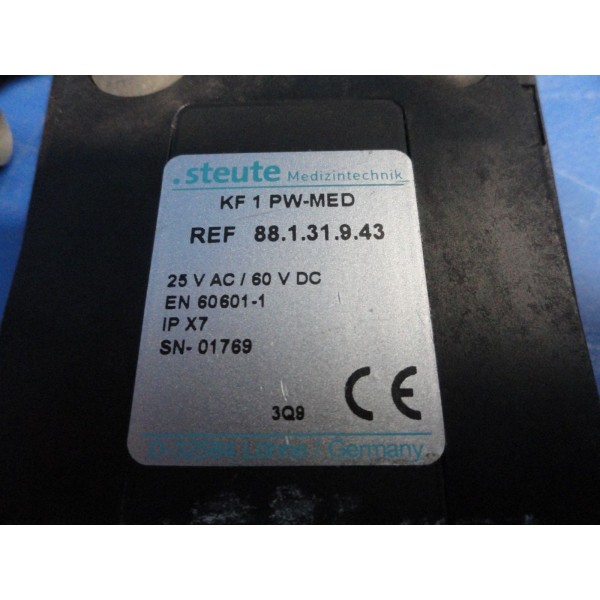 .steute Medizintechnik
KF 1 PW-MED
REF 88.1.31.9.43
25 V AC / 60 V DC
EN 60601-1
IP X7
SN- 01769
CE
3Q9
Löhne / Germany